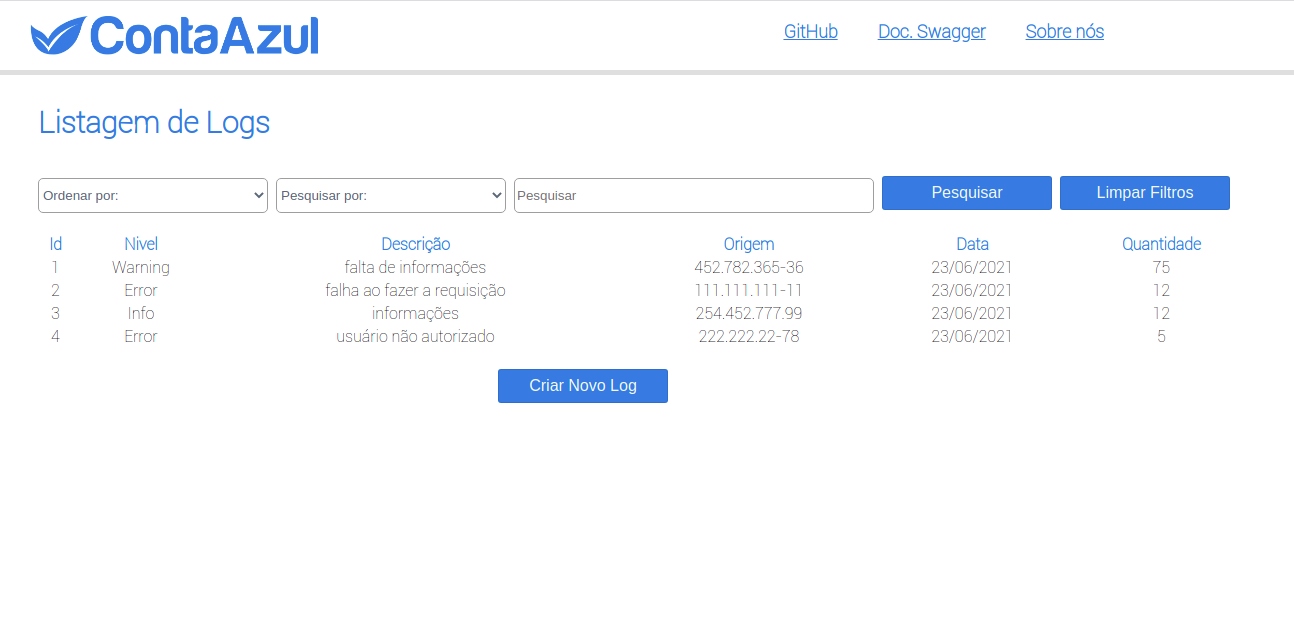 ContaAzul GitHub Doc. Swagger Sobre nós
Listagem de Logs
Ordenar por: Pesquisar por: Pesquisar Pesquisar Limpar Filtros
Id Nivel Descrição Origem Data Quantidade
1 Warning falta de informações 452.782.365-36 23/06/2021 75
2 Error falha ao fazer a requisição 111.111.111-11 23/06/2021 12
3 Info informações 254.452.777.99 23/06/2021 12
4 Error usuário não autorizado 222.222.22-78 23/06/2021 5
Criar Novo Log